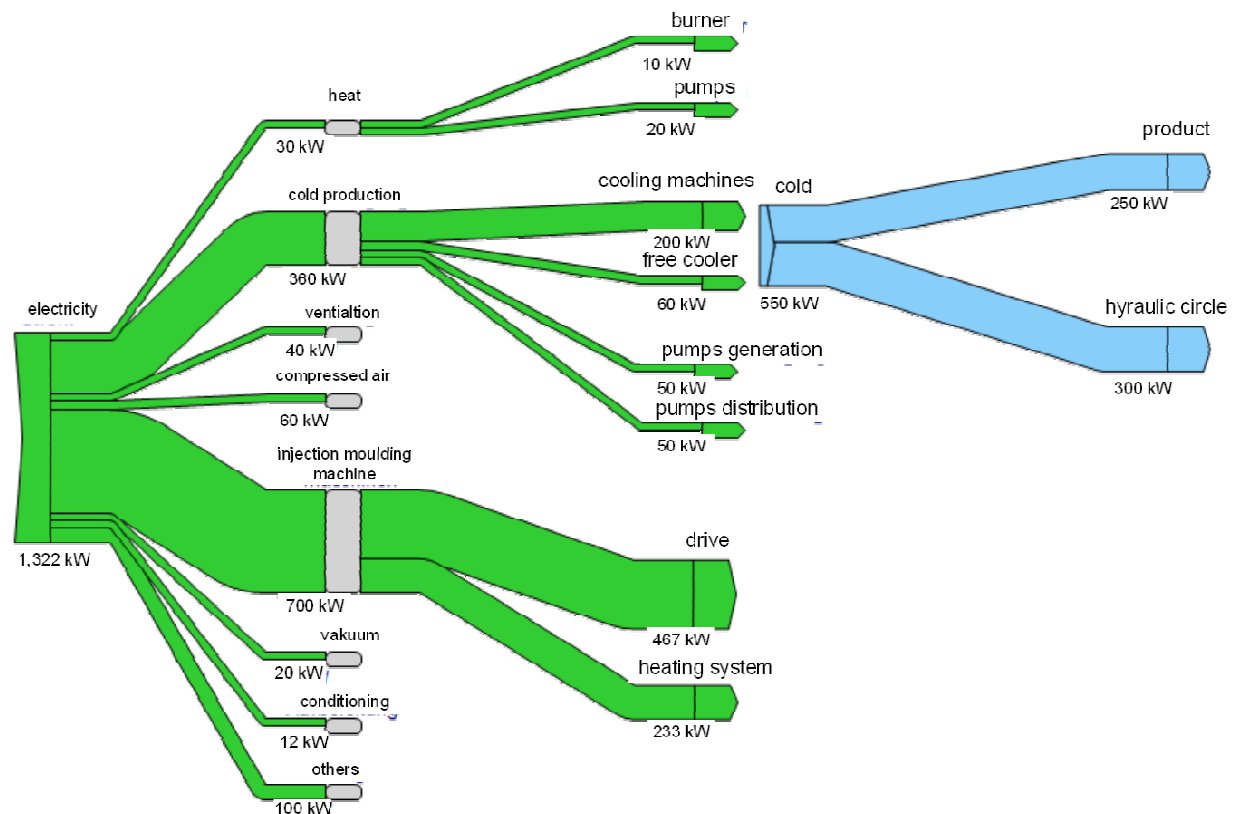 burner
10 kW
pumps
20 kW
heat
30 kW
cold production
360 kW
cooling machines
200 kW
free cooler
60 kW
pumps generation
50 kW
pumps distribution
50 kW
cold
550 kW
product
250 kW
hyraulic circle
300 kW
electricity
1,322 kW
ventialtion
40 kW
compressed air
60 kW
injection moulding
machine
700 kW
drive
467 kW
heating system
233 kW
vakuum
20 kW
conditioning
12 kW
others
100 kW